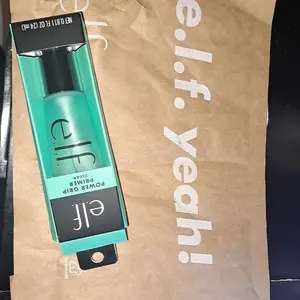 NET 0.811 FL OZ (24 mL)
e.l.f.
POWER GRIP
PRIMER
CLEAR
e.l.f.
e.l.f. yeah!